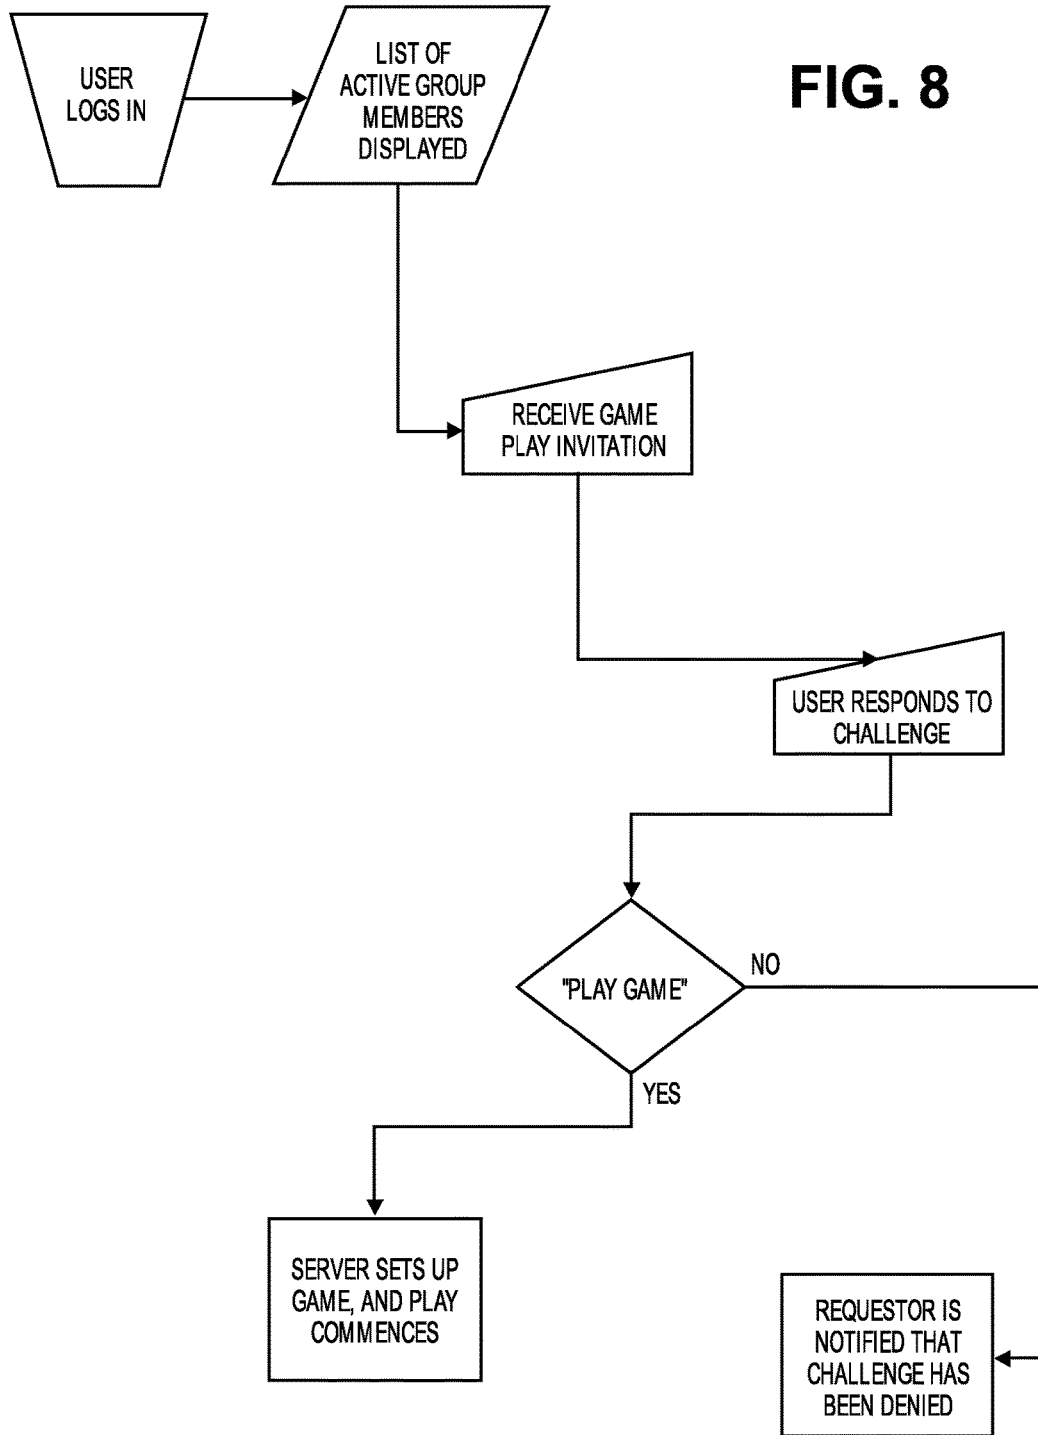 USER
LOGS IN
LIST OF
ACTIVE GROUP
MEMBERS
DISPLAYED
FIG. 8
RECEIVE GAME
PLAY INVITATION
USER RESPONDS TO
CHALLENGE
"PLAY GAME"
NO
YES
SERVER SETS UP
GAME, AND PLAY
COMMENCES
REQUESTOR IS
NOTIFIED THAT
CHALLENGE HAS
BEEN DENIED